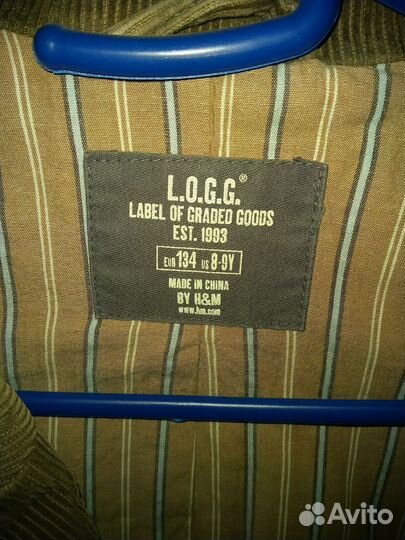 L.O.G.G.®
LABEL OF GRADED GOODS
EST. 1993
EUR 134 US 8-9Y
MADE IN CHINA
BY H&M
www.hm.com
Avito